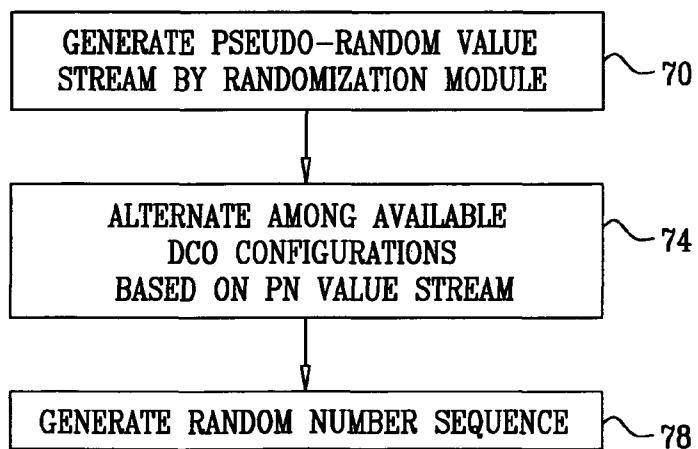 GENERATE PSEUDO-RANDOM VALUE
STREAM BY RANDOMIZATION MODULE
70
ALTERNATE AMONG AVAILABLE
DCO CONFIGURATIONS
BASED ON PN VALUE STREAM
74
GENERATE RANDOM NUMBER SEQUENCE
78